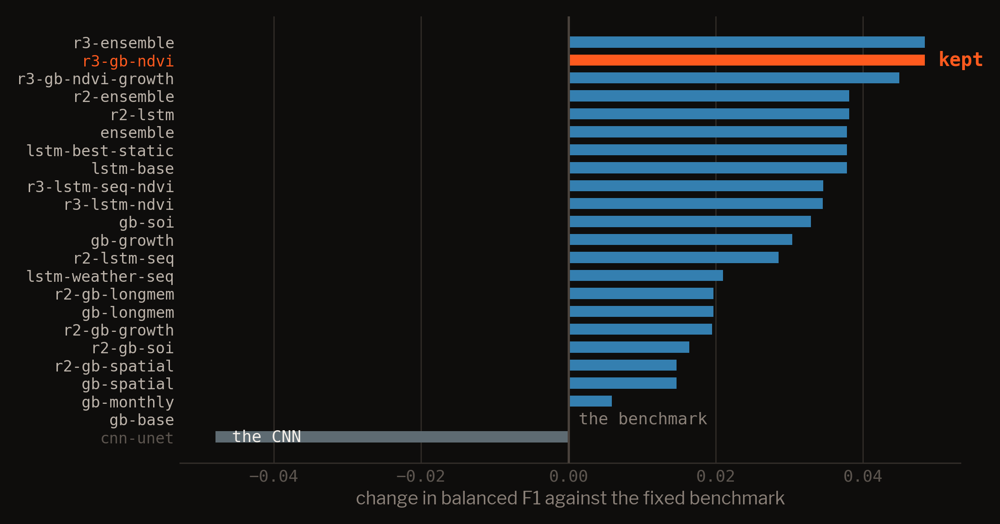 r3-ensemble
r3-gb-ndvi
kept
r3-gb-ndvi-growth
r2-ensemble
r2-lstm
ensemble
lstm-best-static
lstm-base
r3-lstm-seq-ndvi
r3-lstm-ndvi
gb-soi
gb-growth
r2-lstm-seq
lstm-weather-seq
r2-gb-longmem
gb-longmem
r2-gb-growth
r2-gb-soi
r2-gb-spatial
gb-spatial
gb-monthly
gb-base
the benchmark
cnn-unet
the CNN
−0.04 −0.02 0.00 0.02 0.04
change in balanced F1 against the fixed benchmark